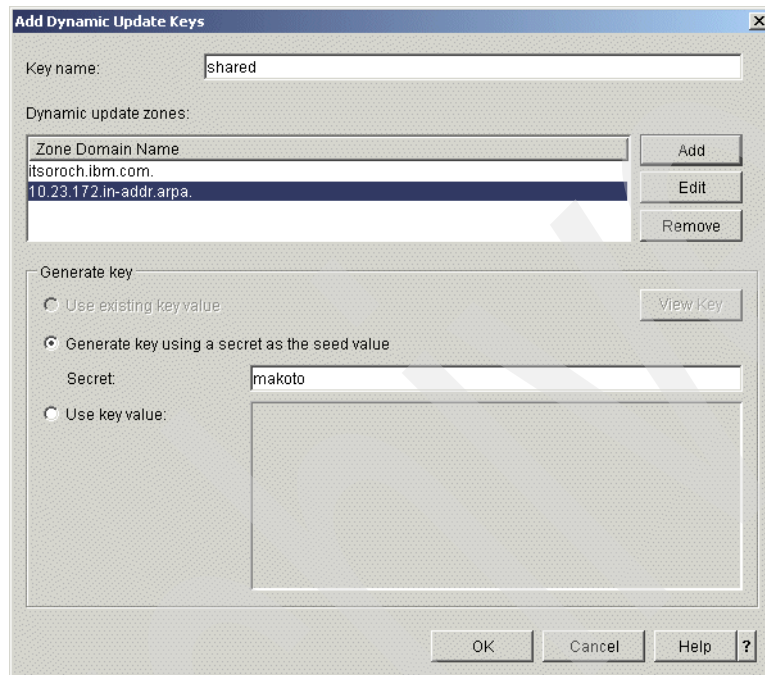 Add Dynamic Update Keys
Key name: shared
Dynamic update zones:
Zone Domain Name
itsoroch.ibm.com.
10.23.172.in-addr.arpa.
Add
Edit
Remove
Generate key
Use existing key value
View Key
Generate key using a secret as the seed value
Secret: makoto
Use key value:
OK Cancel Help ?